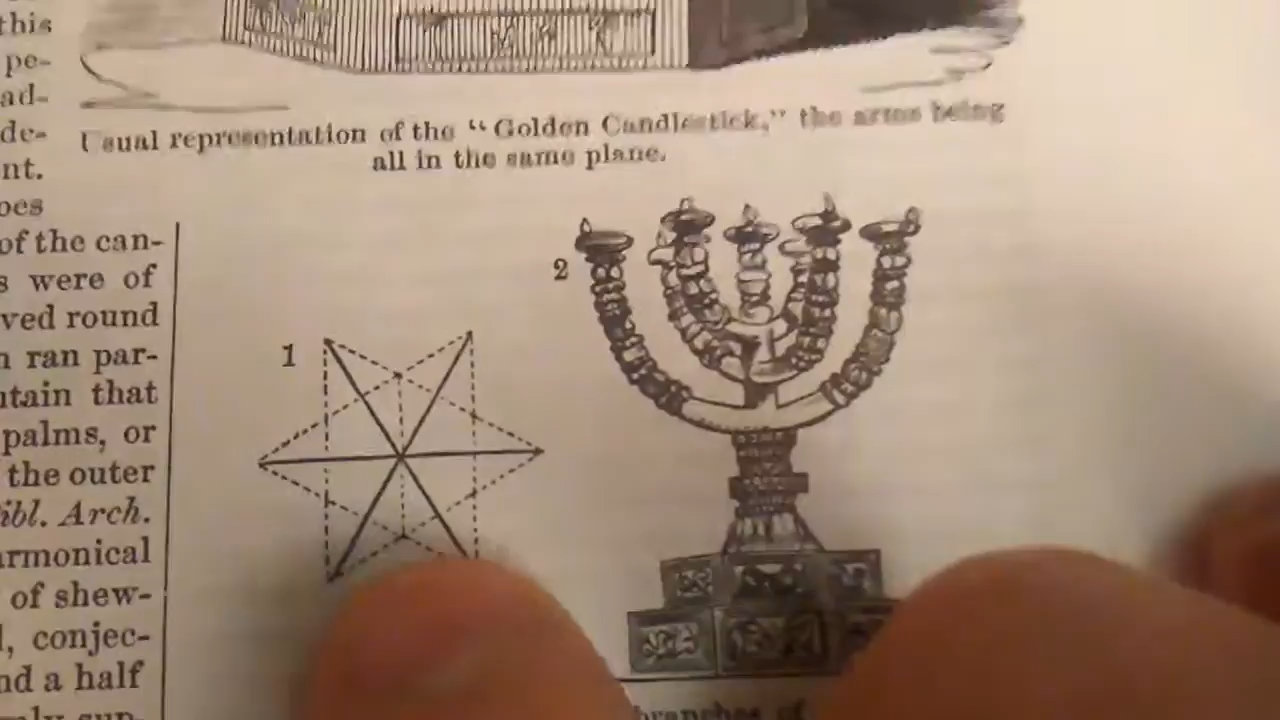 this
pe-
ad-
de-
nt.
oes
of the can-
s were of
ved round
n ran par-
ntain that
palms, or
the outer
ibl. Arch.
armonical
of shew-
l, conjec-
nd a half
Usual representation of the “Golden Candlestick,” the arms being
all in the same plane.
1
2
branches of